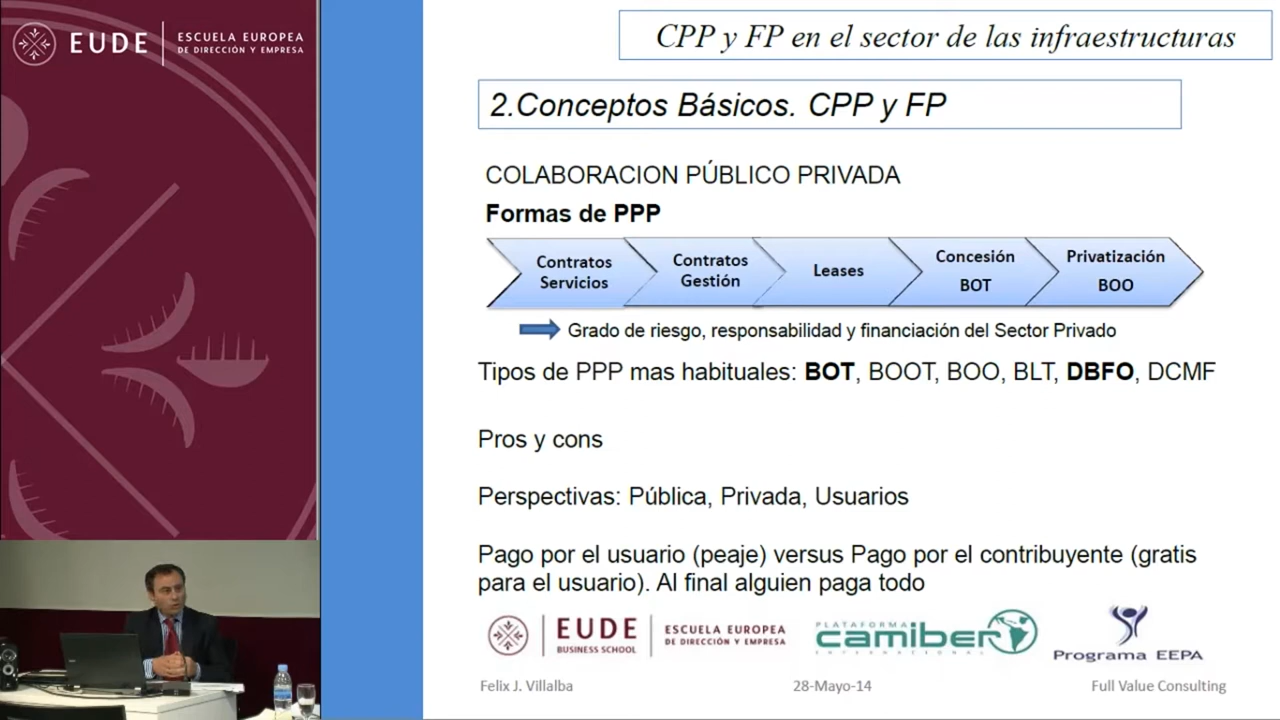 EUDE
ESCUELA EUROPEA
DE DIRECCIÓN Y EMPRESA
CPP y FP en el sector de las infraestructuras
2.Conceptos Básicos. CPP y FP
COLABORACION PÚBLICO PRIVADA
Formas de PPP
Contratos
Servicios
Contratos
Gestión
Leases
Concesión
BOT
Privatización
BOO
Grado de riesgo, responsabilidad y financiación del Sector Privado
Tipos de PPP mas habituales: BOT, BOOT, BOO, BLT, DBFO, DCMF
Pros y cons
Perspectivas: Pública, Privada, Usuarios
Pago por el usuario (peaje) versus Pago por el contribuyente (gratis
para el usuario). Al final alguien paga todo
EUDE
BUSINESS SCHOOL
ESCUELA EUROPEA
DE DIRECCIÓN Y EMPRESA
PLATAFORMA
camiber
INTERNATIONAL
Programa EEPA
Felix J. Villalba
28-Mayo-14
Full Value Consulting